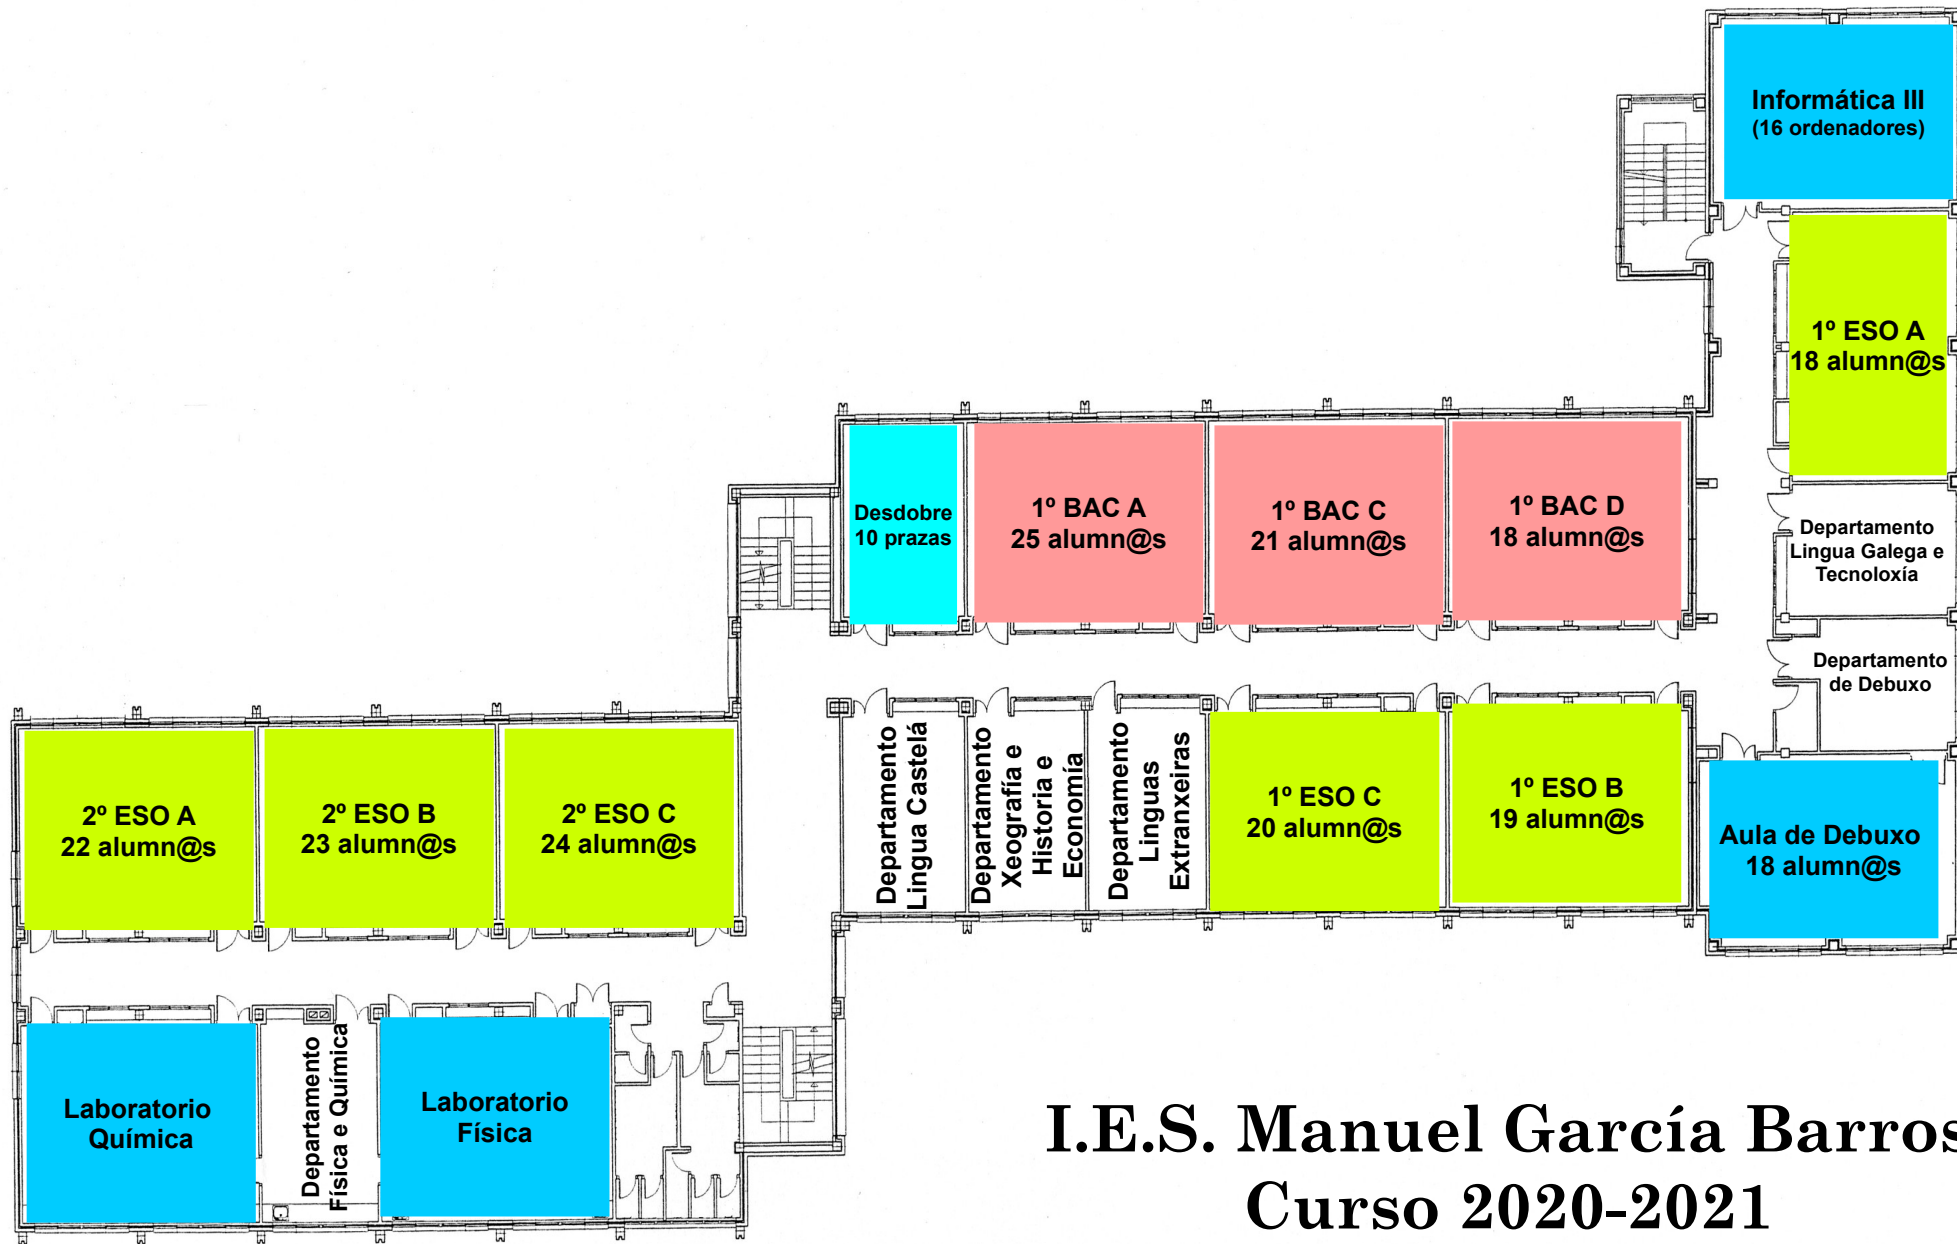 Informática III
(16 ordenadores)
1º ESO A
18 alumn@s
Desdobre
10 prazas
1º BAC A
25 alumn@s
1º BAC C
21 alumn@s
1º BAC D
18 alumn@s
Departamento
Lingua Galega e
Tecnoloxía
Departamento
de Debuxo
2º ESO A
22 alumn@s
2º ESO B
23 alumn@s
2º ESO C
24 alumn@s
Departamento
Lingua Castelá
Departamento
Xeografía e
Historia e
Economía
Departamento
Linguas
Extranxeiras
1º ESO C
20 alumn@s
1º ESO B
19 alumn@s
Aula de Debuxo
18 alumn@s
Laboratorio
Química
Departamento
Física e Química
Laboratorio
Física
I.E.S. Manuel García Barros
Curso 2020-2021